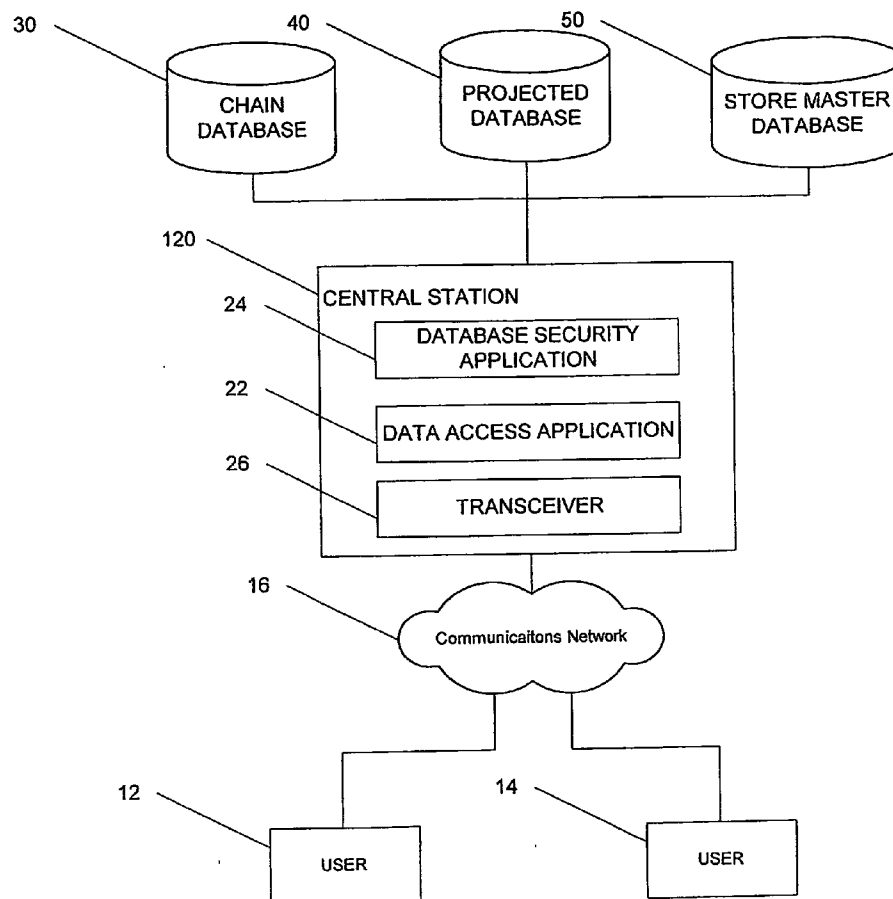 30
40
50
CHAIN
DATABASE
PROJECTED
DATABASE
STORE MASTER
DATABASE
120
CENTRAL STATION
24
DATABASE SECURITY
APPLICATION
22
DATA ACCESS APPLICATION
26
TRANSCEIVER
16
Communicaitons Network
12
USER
14
USER